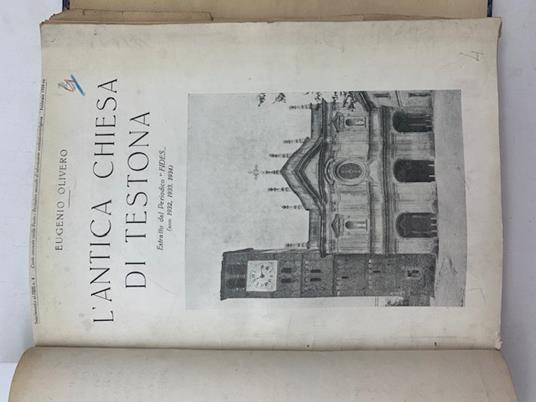 EUGENIO OLIVERO
L'ANTICA CHIESA
DI TESTONA
Estratto dal Periodico "FIDES„
(anni 1932, 1933, 1934)